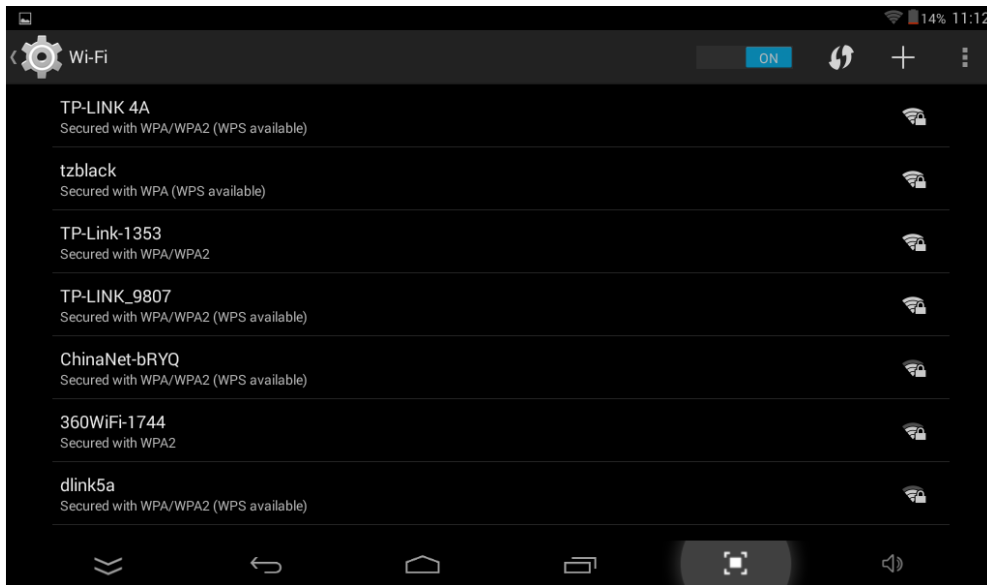 14% 11:12
Wi-Fi
ON
TP-LINK 4A
Secured with WPA/WPA2 (WPS available)
tzblack
Secured with WPA (WPS available)
TP-Link-1353
Secured with WPA/WPA2
TP-LINK_9807
Secured with WPA/WPA2 (WPS available)
ChinaNet-bRYQ
Secured with WPA/WPA2 (WPS available)
360WiFi-1744
Secured with WPA2
dlink5a
Secured with WPA/WPA2 (WPS available)